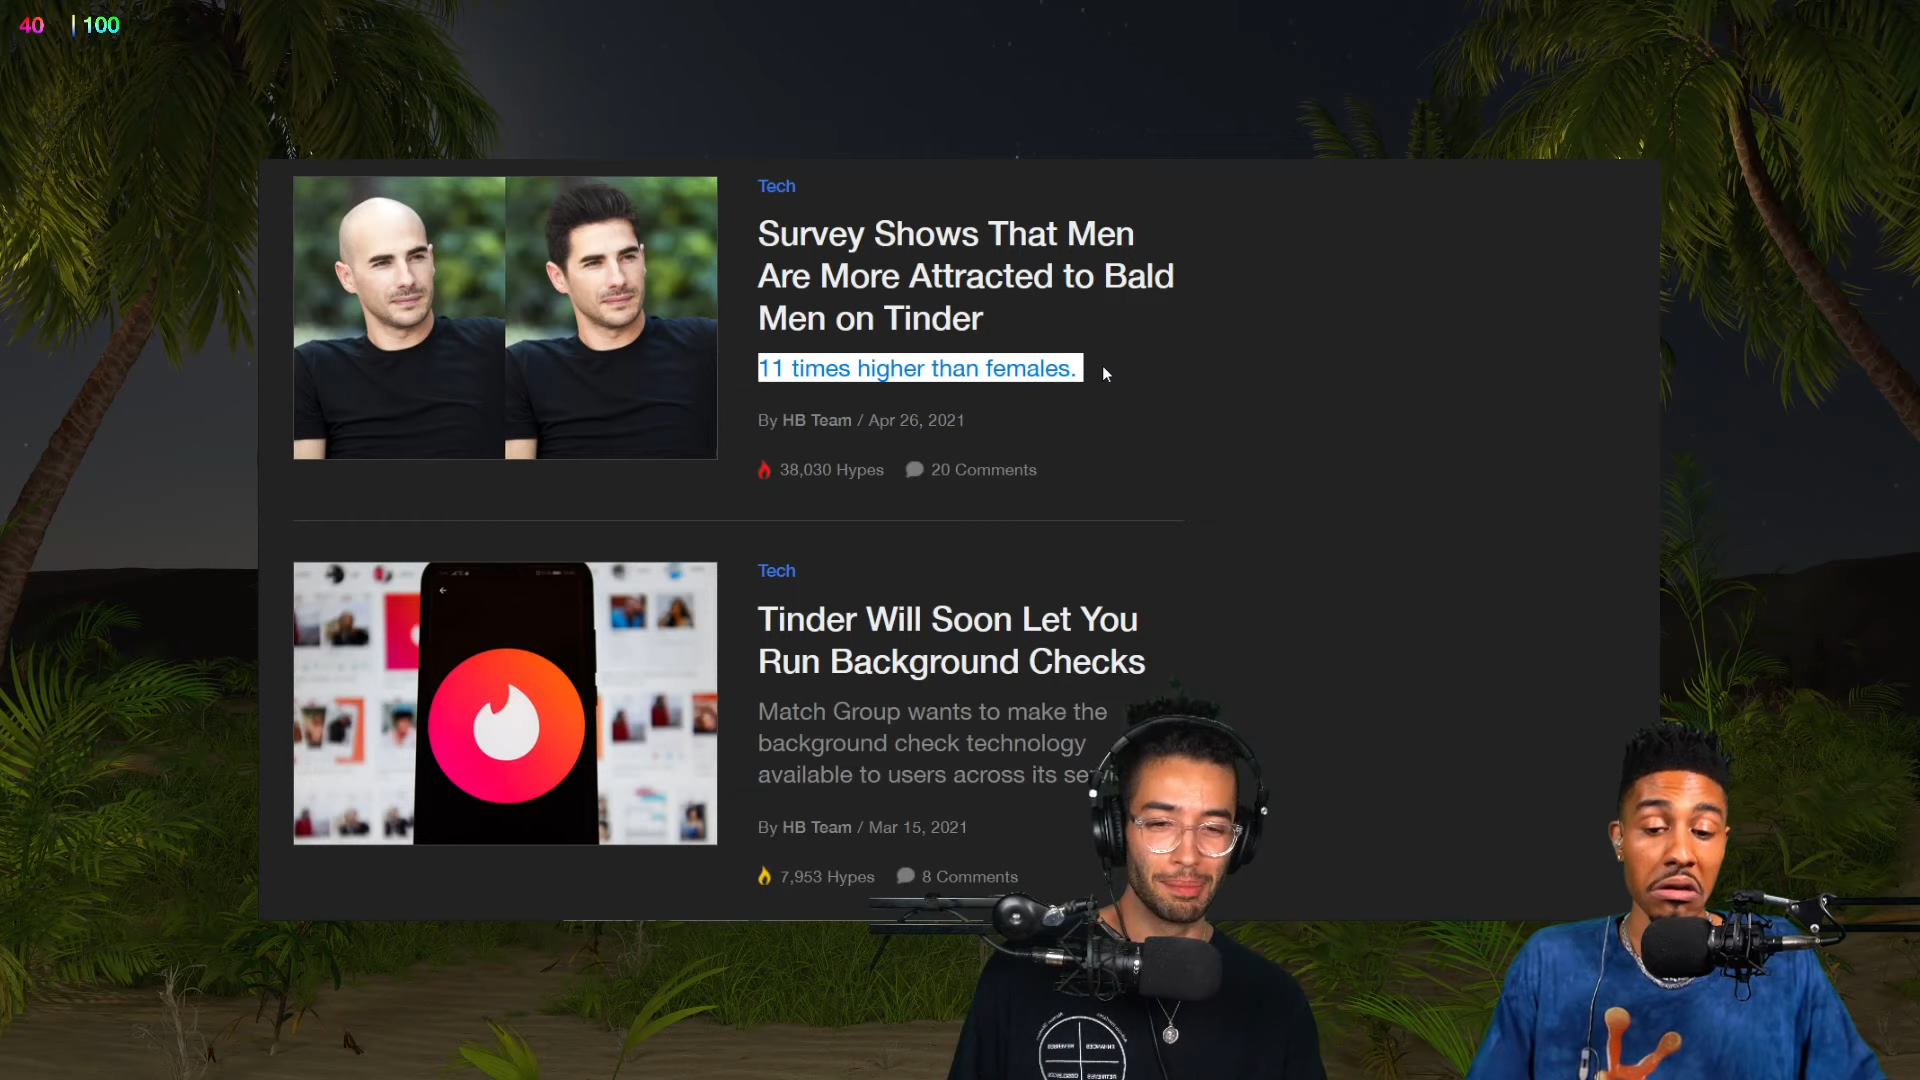 40 | 100
Tech
Survey Shows That Men
Are More Attracted to Bald
Men on Tinder
11 times higher than females.
By HB Team / Apr 26, 2021
38,030 Hypes 20 Comments
Tech
Tinder Will Soon Let You
Run Background Checks
Match Group wants to make the
background check technology
available to users across its
By HB Team / Mar 15, 2021
7,953 Hypes 8 Comments